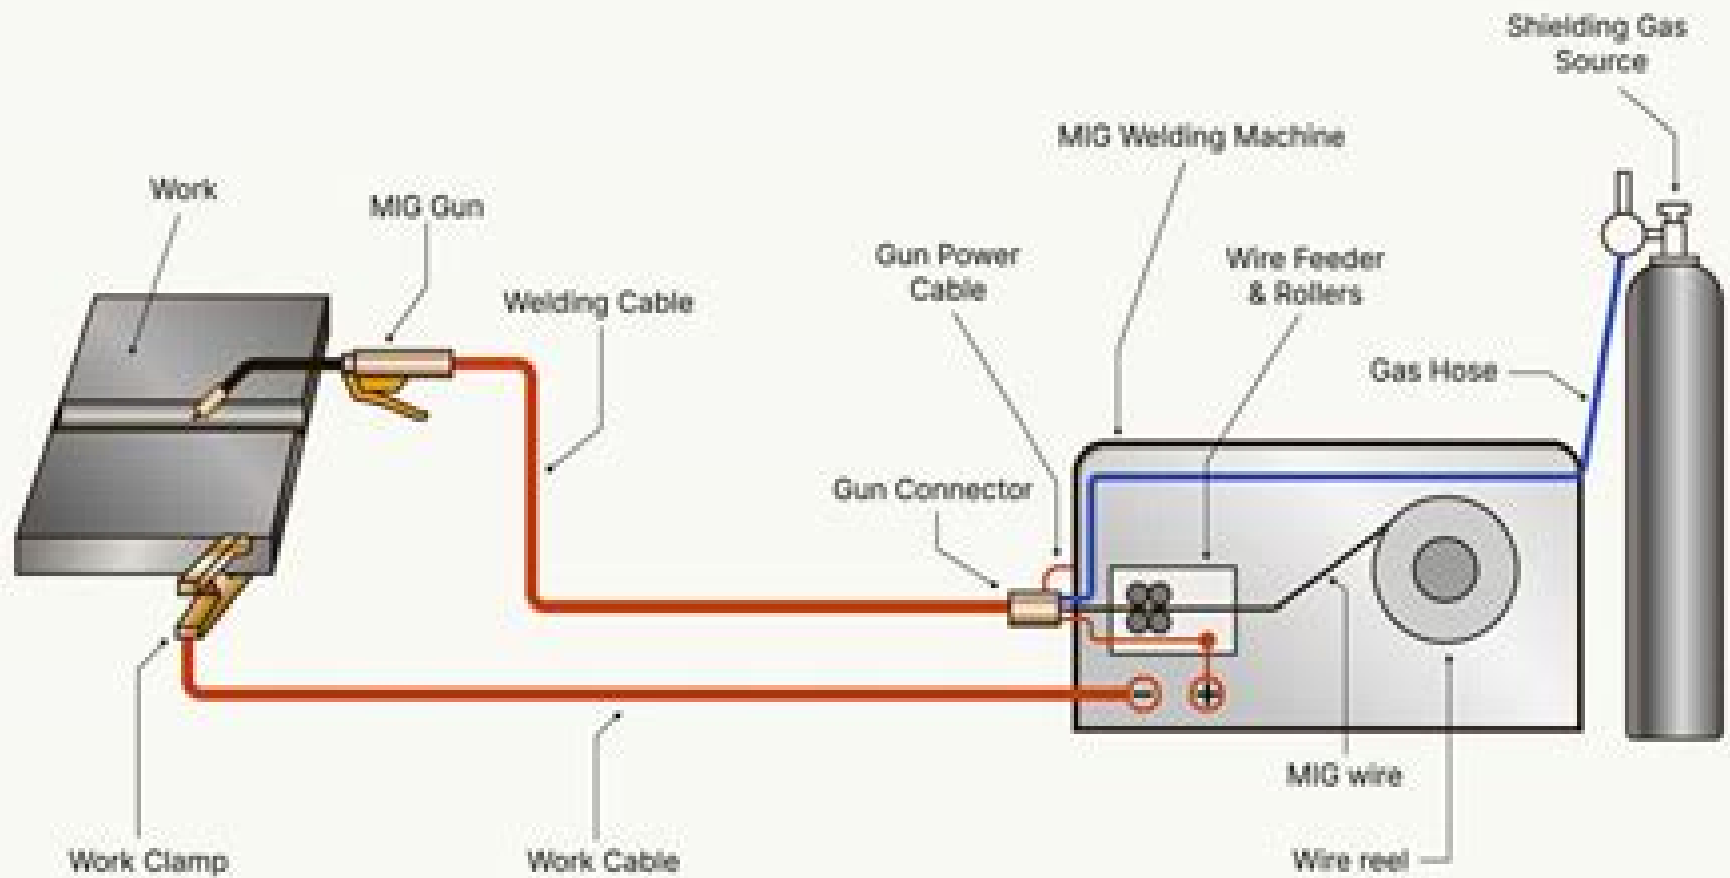 Shielding Gas
Source
MIG Welding Machine
Work
MIG Gun
Gun Power
Cable
Wire Feeder
& Rollers
Welding Cable
Gas Hose
Gun Connector
MIG wire
Work Clamp
Work Cable
Wire reel